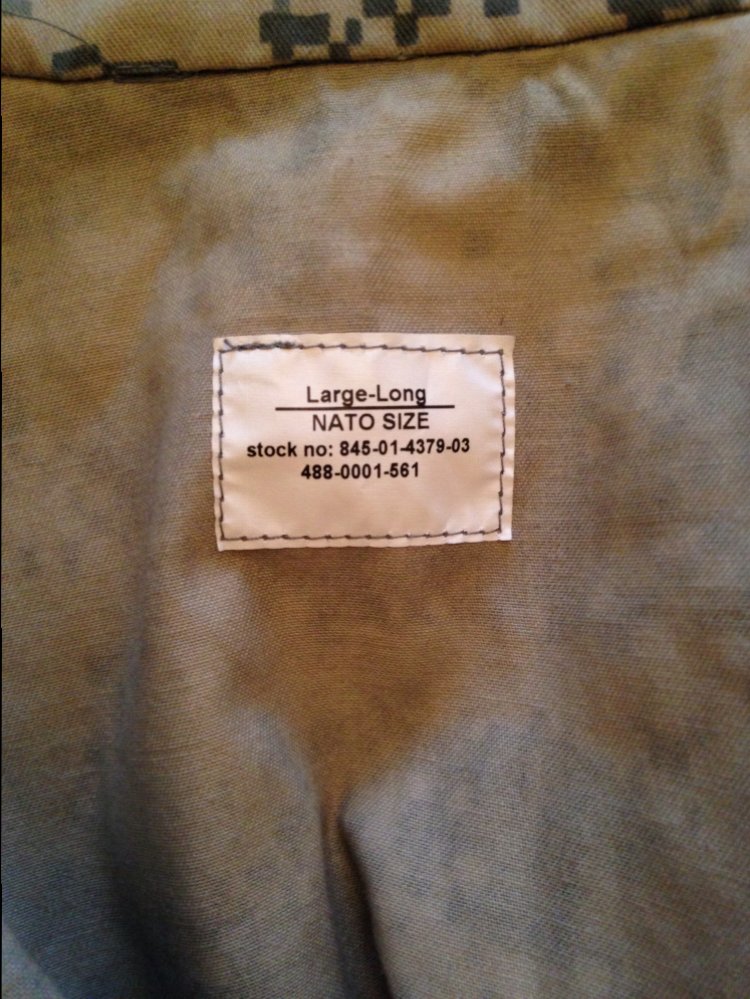 Large-Long
NATO SIZE
stock no: 845-01-4379-03
488-0001-561